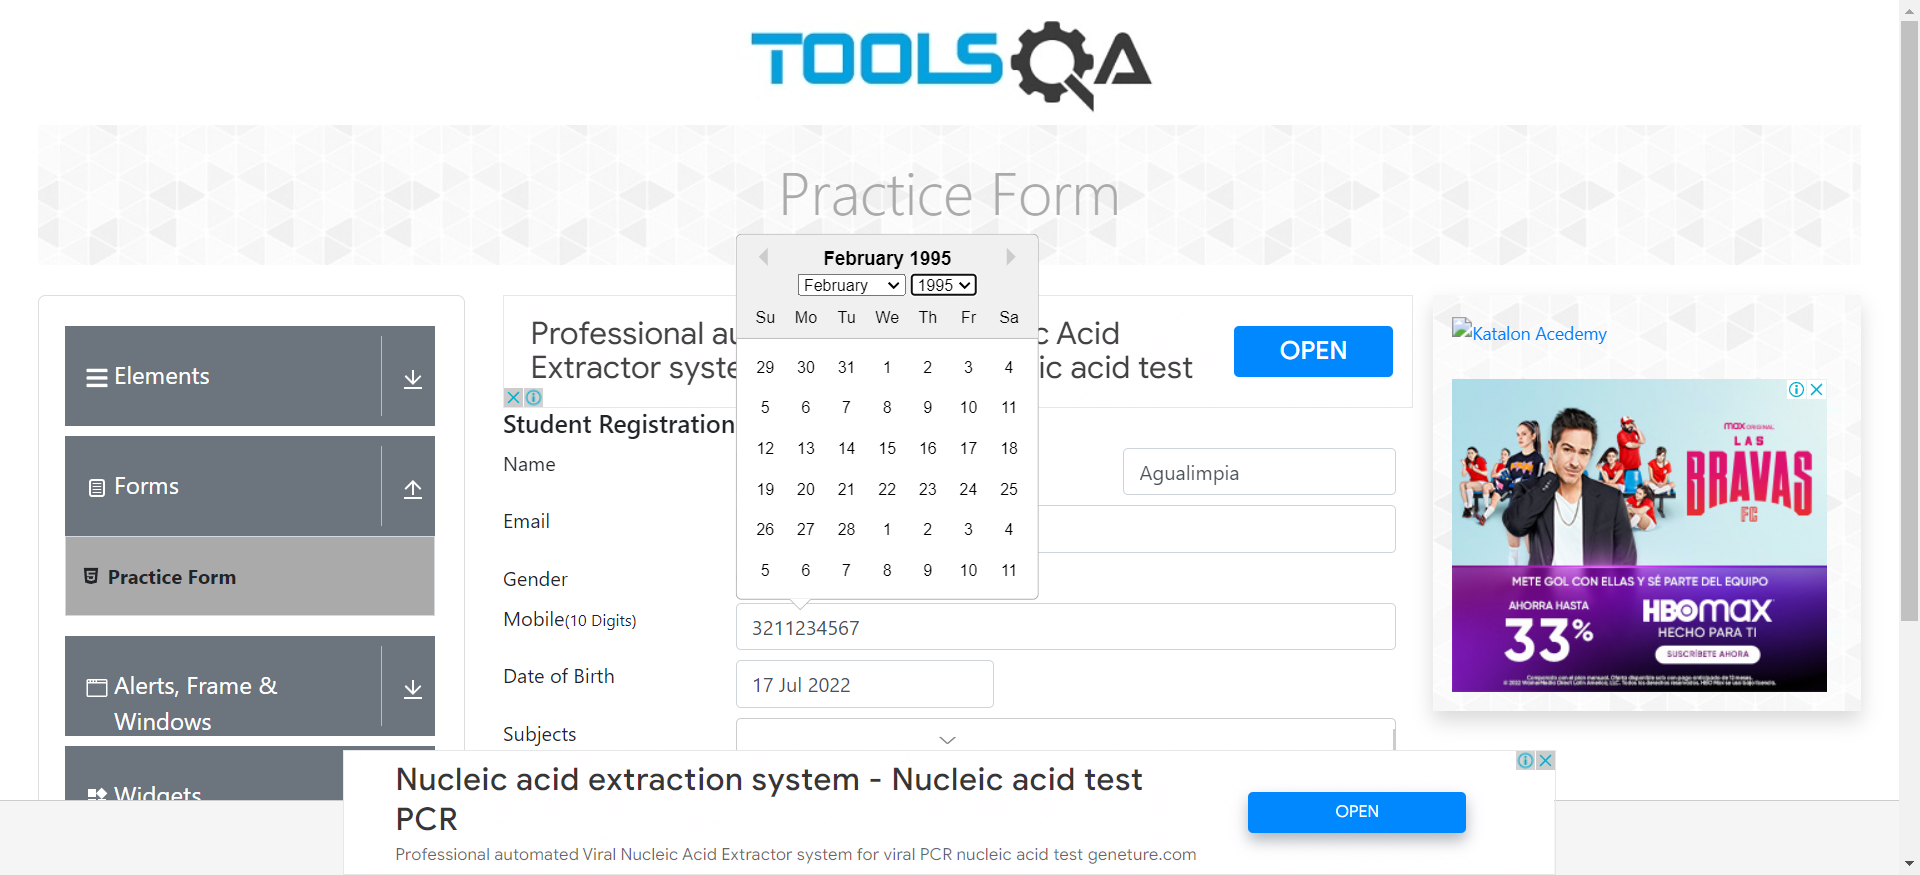 TOOLSQA
Practice Form
February 1995
February 1995
Su Mo Tu We Th Fr Sa
29 30 31 1 2 3 4
5 6 7 8 9 10 11
12 13 14 15 16 17 18
19 20 21 22 23 24 25
26 27 28 1 2 3 4
5 6 7 8 9 10 11
Elements
Forms
Practice Form
Alerts, Frame &
Windows
Widgets
Professional au c Acid
Extractor syste ic acid test
OPEN
Student Registration
Name
Agualimpia
Email
Gender
Mobile(10 Digits)
3211234567
Date of Birth
17 Jul 2022
Subjects
Katalon Acedemy
max ORIGINAL
LAS
BRAVAS
FC
METE GOL CON ELLAS Y SÉ PARTE DEL EQUIPO
AHORRA HASTA
33%
HBOmax
HECHO PARA TI
SUSCRÍBETE AHORA
Nucleic acid extraction system - Nucleic acid test
PCR
Professional automated Viral Nucleic Acid Extractor system for viral PCR nucleic acid test geneture.com
OPEN